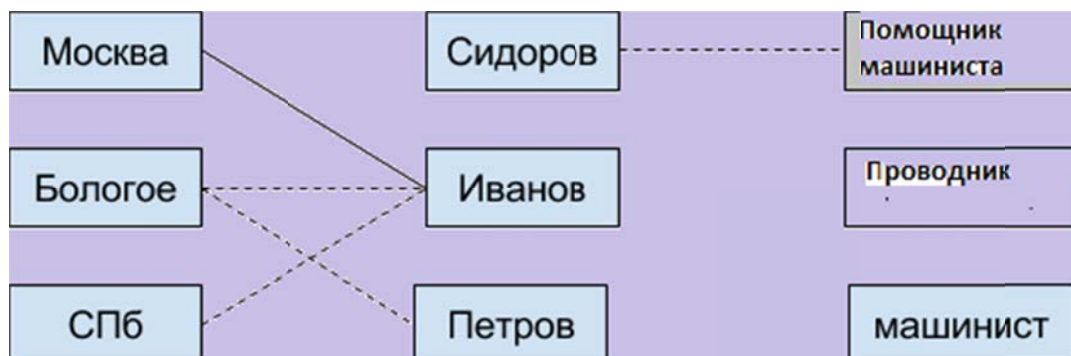 Москва
Сидоров
Помощник
машиниста
Бологое
Иванов
Проводник
СПб
Петров
машинист